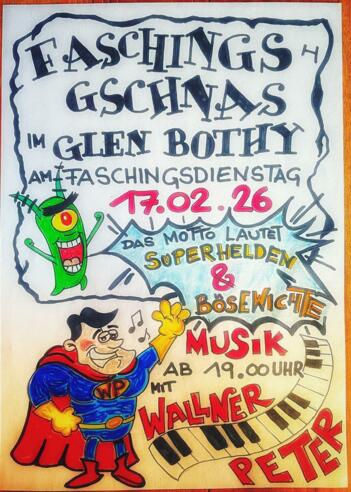 FASCHINGS
GSCHNAS
IM GLEN BOTHY
AM FASCHINGSDIENSTAG
17.02.26
DAS MOTTO LAUTET
SUPERHELDEN
&
BÖSEWICHTE
MUSIK
AB 19.00 UHR
MIT
WALLNER
PETER
WP